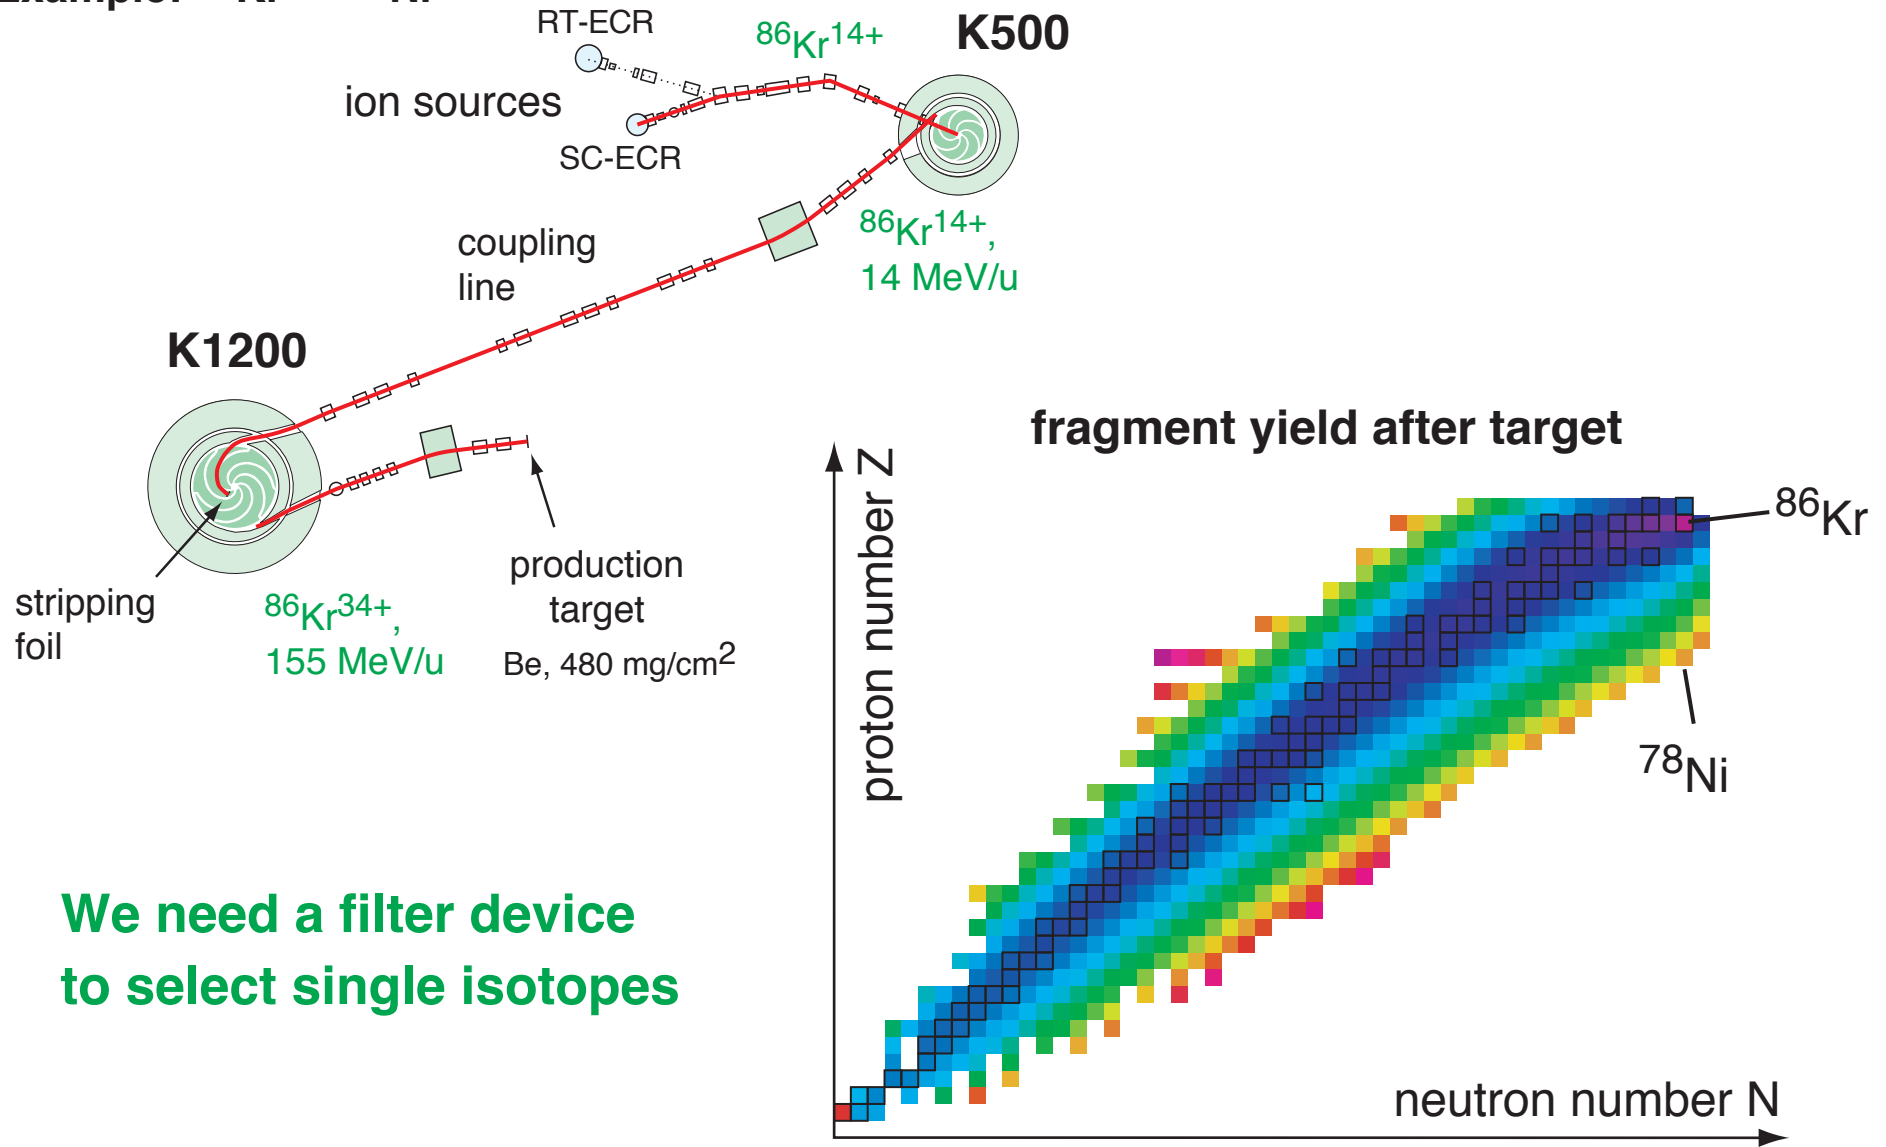 RT-ECR
⁸⁶Kr¹⁴⁺
K500
ion sources
SC-ECR
coupling
line
⁸⁶Kr¹⁴⁺,
14 MeV/u
K1200
fragment yield after target
proton number Z
⁸⁶Kr
production
target
Be, 480 mg/cm²
stripping
foil
⁸⁶Kr³⁴⁺,
155 MeV/u
⁷⁸Ni
We need a filter device
to select single isotopes
neutron number N